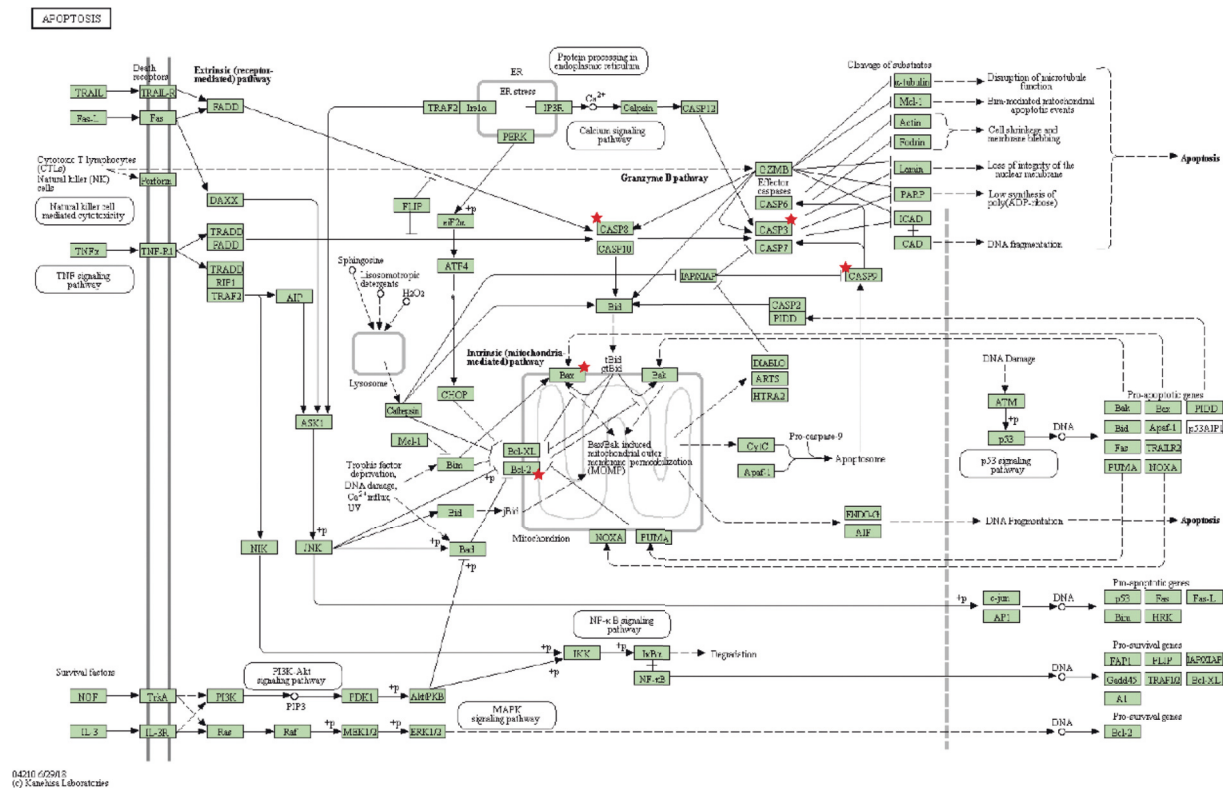 APOPTOSIS
Protein processing in
endoplasmic reticulum
Death
receptors
Extrinsic (receptor-
mediated) pathway
ER
Cleavage of substrates
TRAIL
TRAIL-R
FADD
ER stress
TRAF2
Ire1α
IP3R
Ca2+
Calpain
CASP12
α-tubulin
Disruption of microtubule
function
Mcl-1
Bim-mediated mitochondrial
apoptotic events
Fas-L
Fas
PERK
Calcium signaling
pathway
Actin
Fodrin
Cell shrinkage and
membrane blebbing
Cytotoxic T lymphocytes
(CTLs)
Natural killer (NK)
cells
Perforin
Granzyme B pathway
GZMB
Lamin
Loss of integrity of the
nuclear membrane
Apoptosis
Effector
caspases
PARP
Low synthesis of
poly(ADP-ribose)
Natural killer cell
mediated cytotoxicity
DAXX
FLIP
+p
eiF2α
CASP6
ICAD
TNFα
TNF-R1
TRADD
FADD
CASP8
CASP3
CASP10
CASP7
CAD
DNA fragmentation
TNF signaling
pathway
TRADD
RIP1
TRAF2
AIP
Sphingosine
Lisosomotropic
detergents
H2O2
ATF4
IAP/XIAP
CASP9
Bid
CASP2
PIDD
Lysosome
Intrinsic (mitochondria-
mediated) pathway
tBid
Bax
Bak
DIABLO
ARTS
HTRA2
DNA Damage
ATM
+p
p53
DNA
p53 signaling
pathway
Pro-apoptotic genes
Bak
Bax
PIDD
Bid
Apaf-1
p53AIP1
Fas
TRAILR2
PUMA
NOXA
CHOP
Cathepsin
ASK1
Mcl-1
Bim
Bcl-XL
Bcl-2
+p
Bax/Bak induced
mitochondrial outer
membrane permeobilization
(MOMP)
CytC
Pro-caspase-9
Apaf-1
Apoptosome
Trophis factor
deprivation,
DNA damage,
Ca2+ influx,
UV
Bid
jBid
ENDO-G
AIF
DNA Fragmentation
Apoptosis
NIK
+p
JNK
+p
Bad
+p
Mitochondrion
NOXA
PUMA
+p
c-jun
AP1
DNA
Pro-apoptotic genes
p53
Fas
Fas-L
Bim
HRK
NF-κB signaling
pathway
+p
IKK
+p
IκBα
Degradation
NF-κB
DNA
Pro-survival genes
FAP1
FLIP
IAP/XIAP
Gadd45
TRAF1/2
Bcl-XL
A1
Survival factors
NGF
TrkA
PI3K
PI3K-Akt
signaling pathway
PIP3
PDK1
+p
Akt/PKB
+p
MAPK
signaling pathway
IL-3
IL-3R
Ras
Raf
+p
MEK1/2
+p
ERK1/2
DNA
Pro-survival genes
Bcl-2
04210 6/29/18
(c) Kanehisa Laboratories